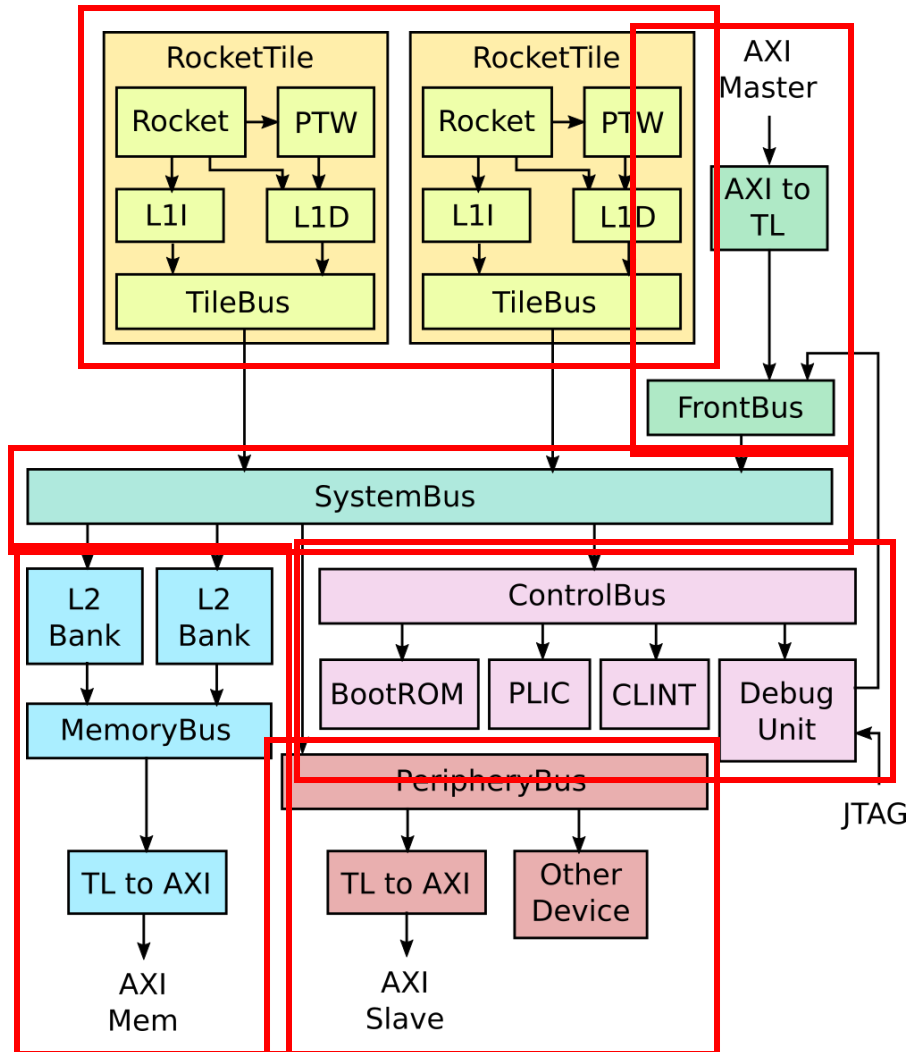 RocketTile
Rocket
PTW
L1I
L1D
TileBus
RocketTile
Rocket
PTW
L1I
L1D
TileBus
AXI
Master
AXI to
TL
FrontBus
SystemBus
L2
Bank
L2
Bank
MemoryBus
TL to AXI
AXI
Mem
ControlBus
BootROM
PLIC
CLINT
Debug
Unit
JTAG
PeripheryBus
TL to AXI
Other
Device
AXI
Slave